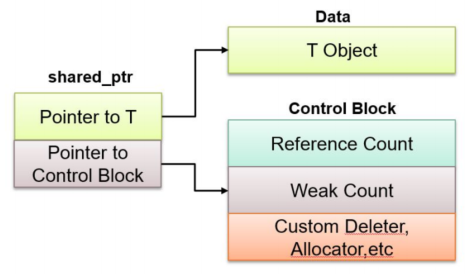 Data
T Object
shared_ptr
Pointer to T
Pointer to
Control Block
Control Block
Reference Count
Weak Count
Custom Deleter,
Allocator,etc